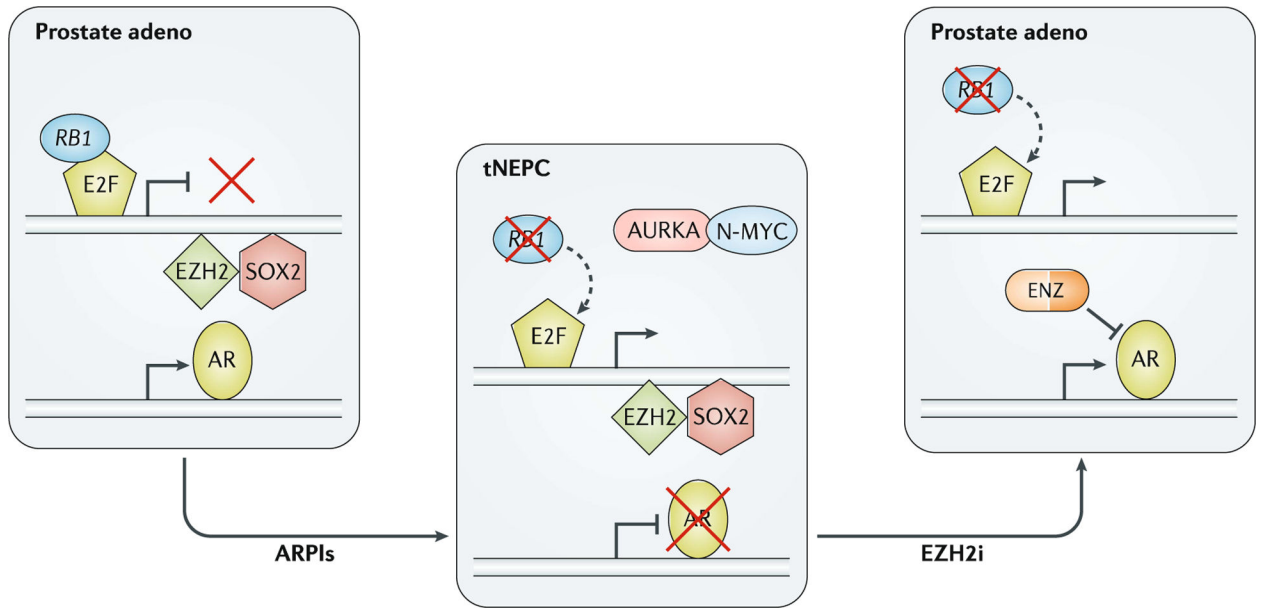 Prostate adeno
RB1
E2F
EZH2
SOX2
AR
ARPIs
tNEPC
RB1
AURKA
N-MYC
E2F
EZH2
SOX2
AR
EZH2i
Prostate adeno
RB1
E2F
ENZ
AR